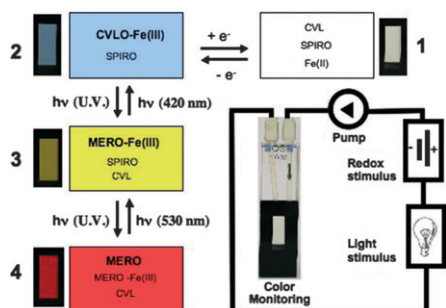 2
CVLO-Fe(III)
SPIRO
+ e-
- e-
CVL
SPIRO
Fe(II)
1
hν (U.V.)
hν (420 nm)
3
MERO-Fe(III)
SPIRO
CVL
hν (U.V.)
hν (530 nm)
4
MERO
MERO -Fe(III)
CVL
Pump
- +
Redox
stimulus
Light
stimulus
Color
Monitoring